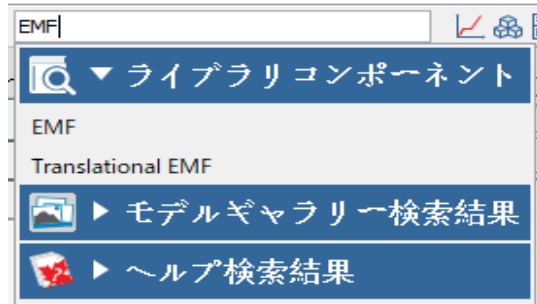 EMF
▼ ライブラリコンポーネント
EMF
Translational EMF
▶ モデルギャラリー検索結果
▶ ヘルプ検索結果